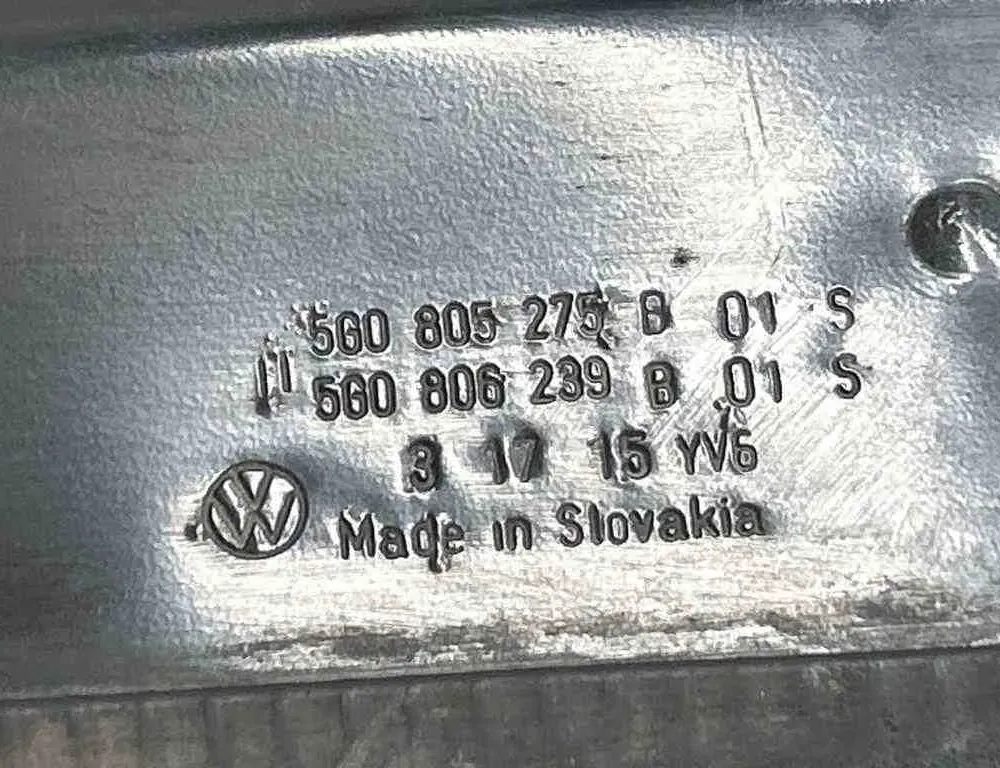 5G0 805 275 B 01 S
5G0 806 239 B 01 S
3 17 15 YV6
Made in Slovakia